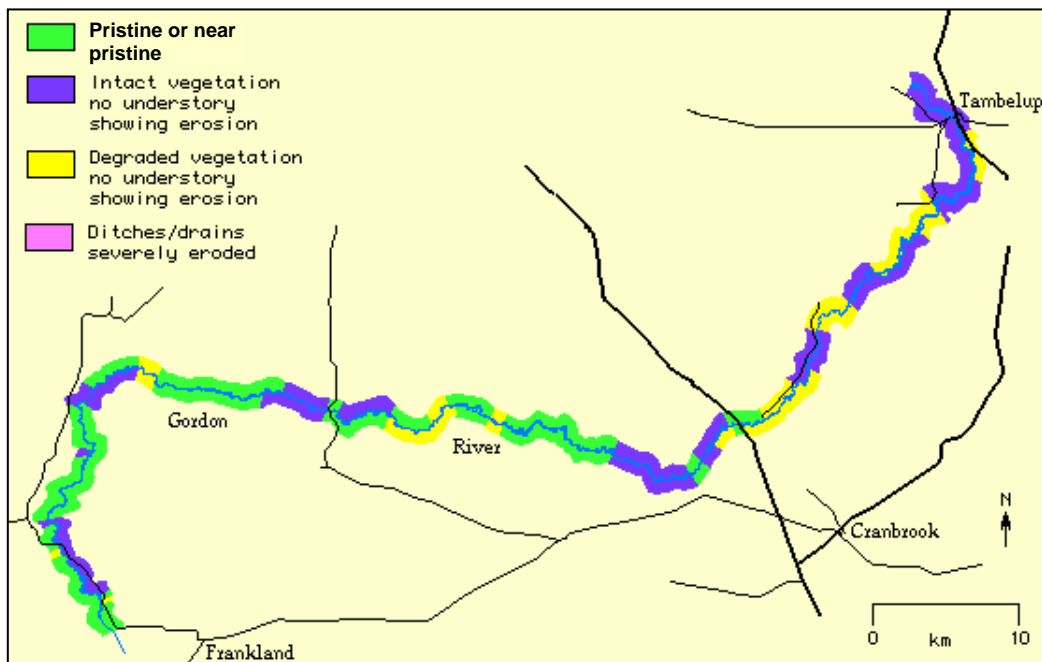 Pristine or near
pristine
Intact vegetation
no understory
showing erosion
Degraded vegetation
no understory
showing erosion
Ditches/drains
severely eroded
Tambelup
Gordon
River
N
Cranbrook
0 10
km
Frankland